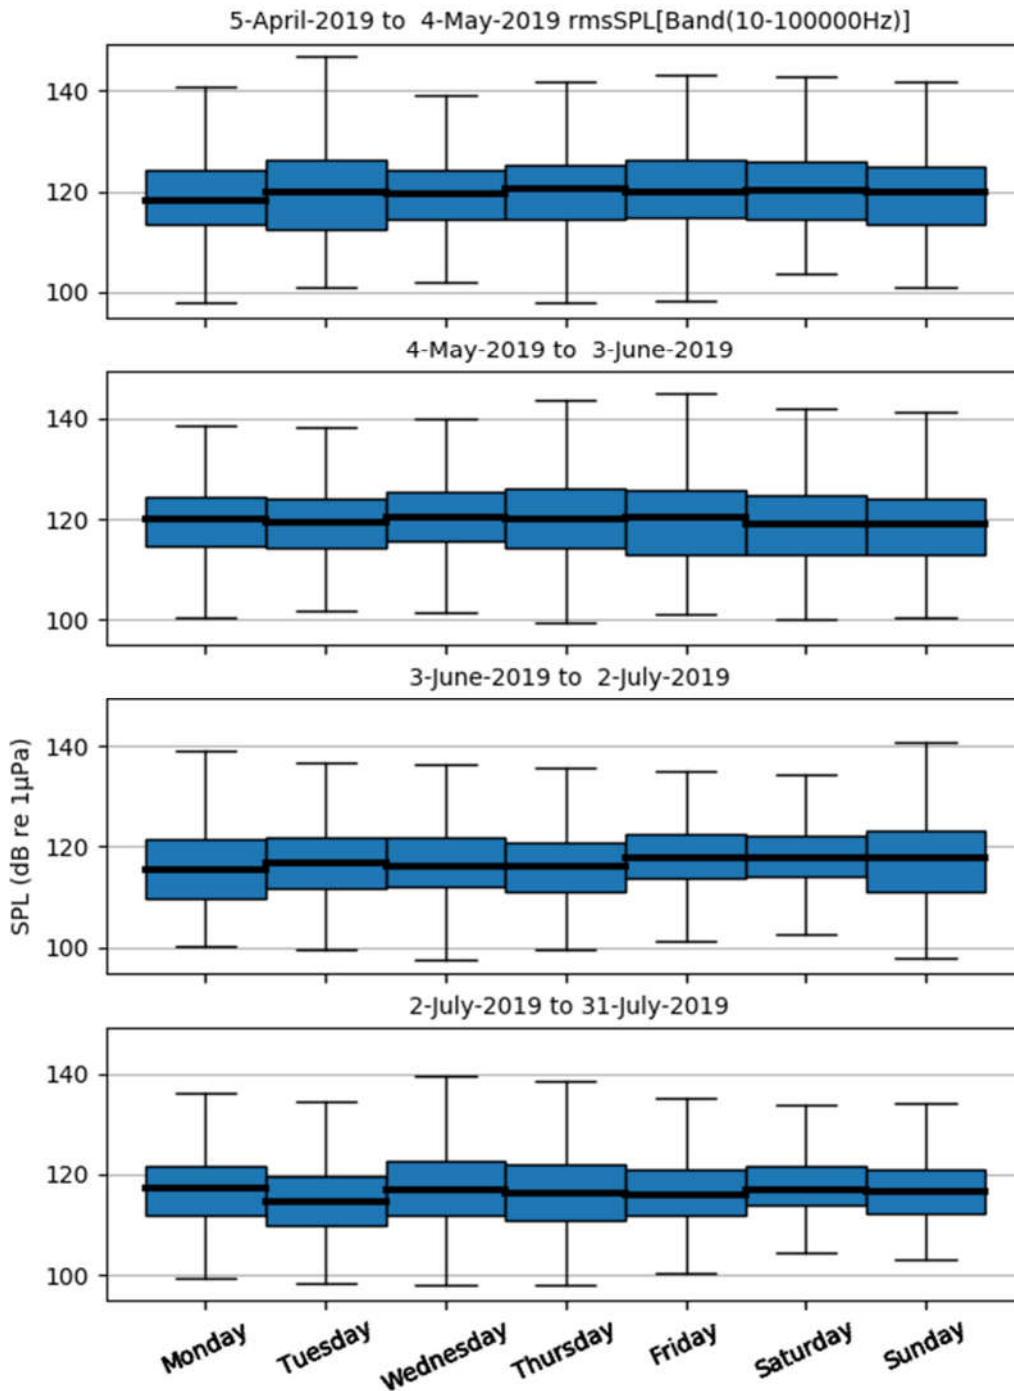 5-April-2019 to  4-May-2019 rmsSPL[Band(10-100000Hz)]
140
120
100
4-May-2019 to  3-June-2019
140
120
100
3-June-2019 to  2-July-2019
SPL (dB re 1μPa)
140
120
100
2-July-2019 to 31-July-2019
140
120
100
Monday Tuesday Wednesday Thursday Friday Saturday Sunday